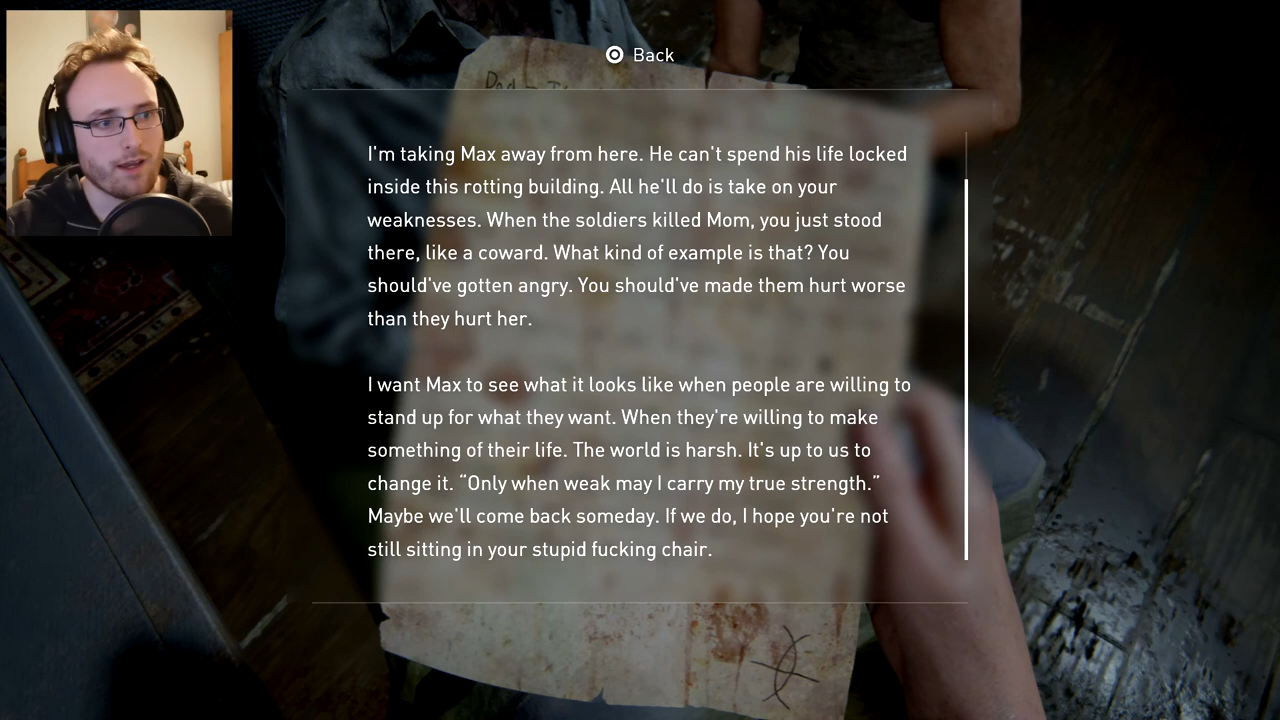 Back
Dad
I'm taking Max away from here. He can't spend his life locked
inside this rotting building. All he'll do is take on your
weaknesses. When the soldiers killed Mom, you just stood
there, like a coward. What kind of example is that? You
should've gotten angry. You should've made them hurt worse
than they hurt her.
I want Max to see what it looks like when people are willing to
stand up for what they want. When they're willing to make
something of their life. The world is harsh. It's up to us to
change it. “Only when weak may I carry my true strength.”
Maybe we'll come back someday. If we do, I hope you're not
still sitting in your stupid fucking chair.